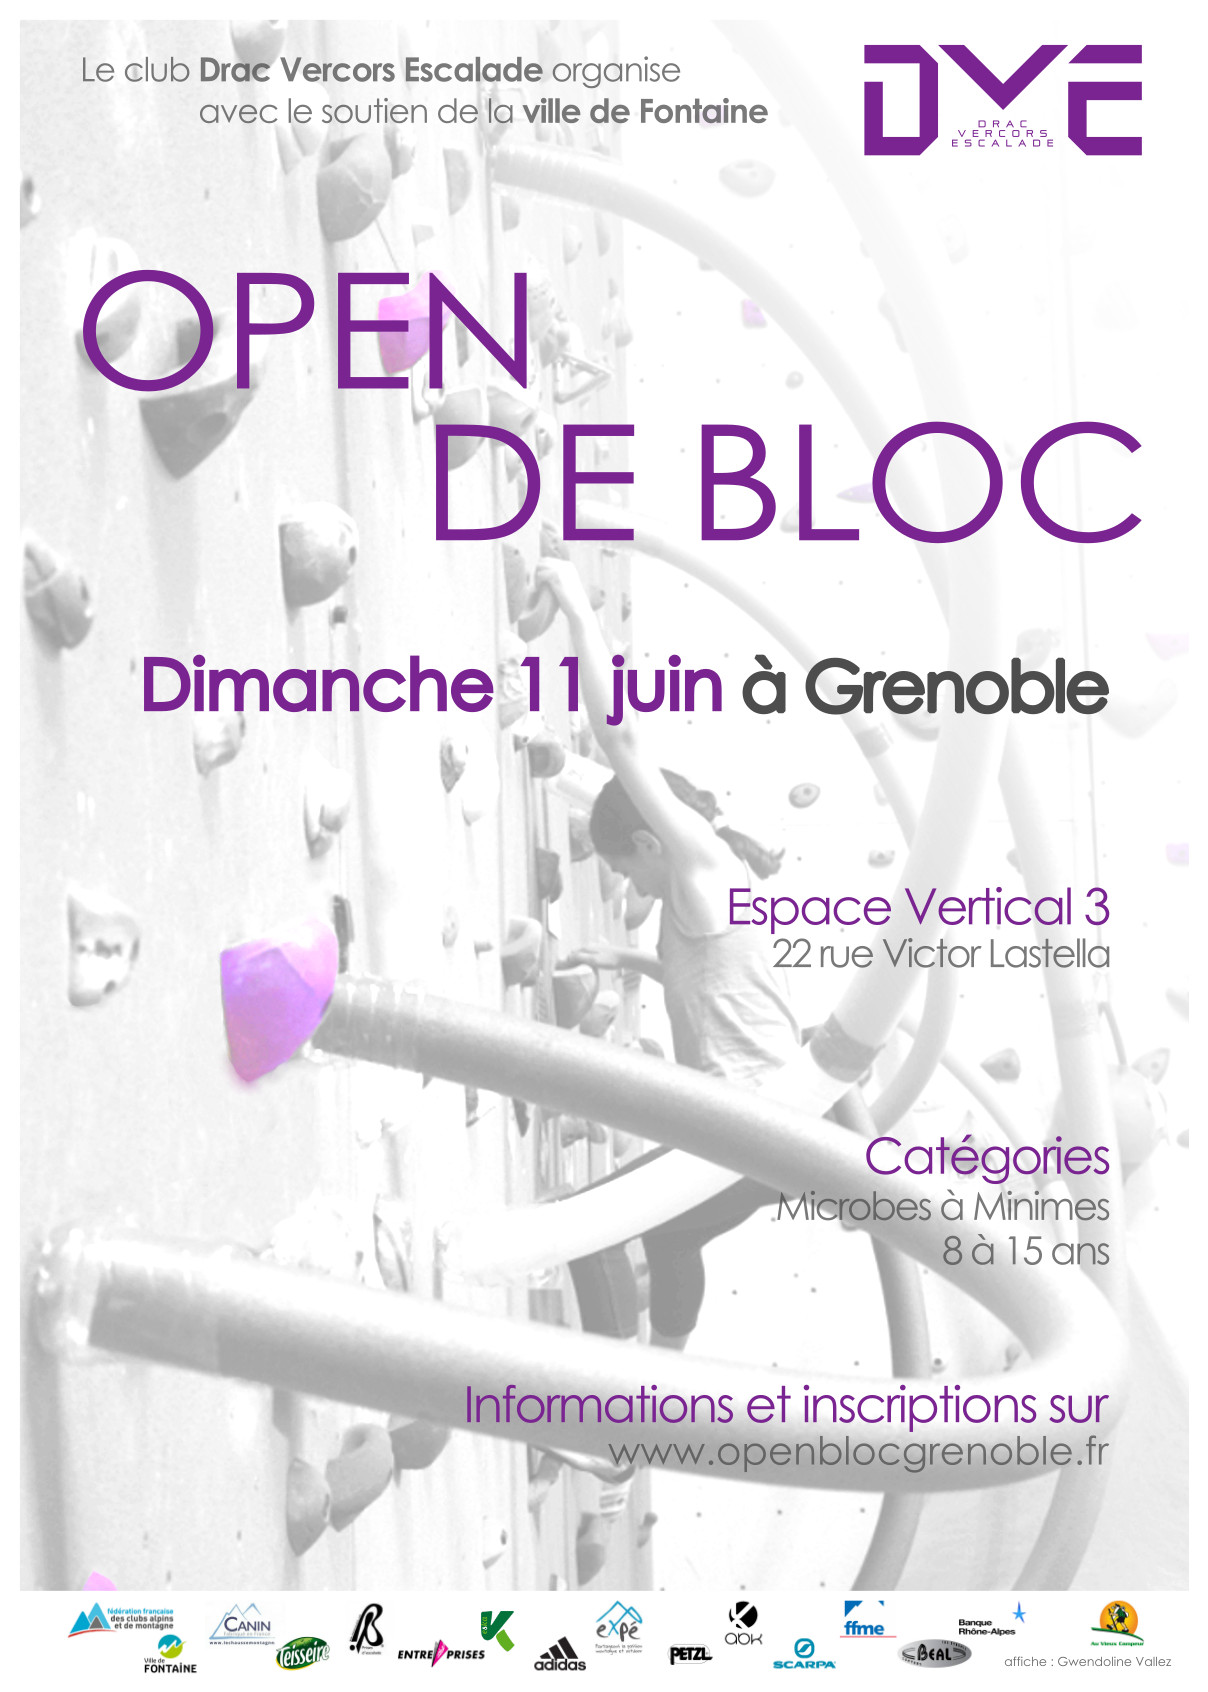 Le club Drac Vercors Escalade organise
avec le soutien de la ville de Fontaine
DVE
DRAC
VERCORS
ESCALADE
OPEN
DE BLOC
Dimanche 11 juin à Grenoble
Espace Vertical 3
22 rue Victor Lastella
Catégories
Microbes à Minimes
8 à 15 ans
Informations et inscriptions sur
www.openblocgrenoble.fr
fédération française
des clubs alpins
et de montagne
Ville de
FONTAINE
CANIN
Teisseire
ENTRE PRISES
adidas
eXpé
PETZL
ABK
SCARPA
ffme
BEAL
Banque
Rhône-Alpes
Au Vieux Campeur
affiche : Gwendoline Vallez